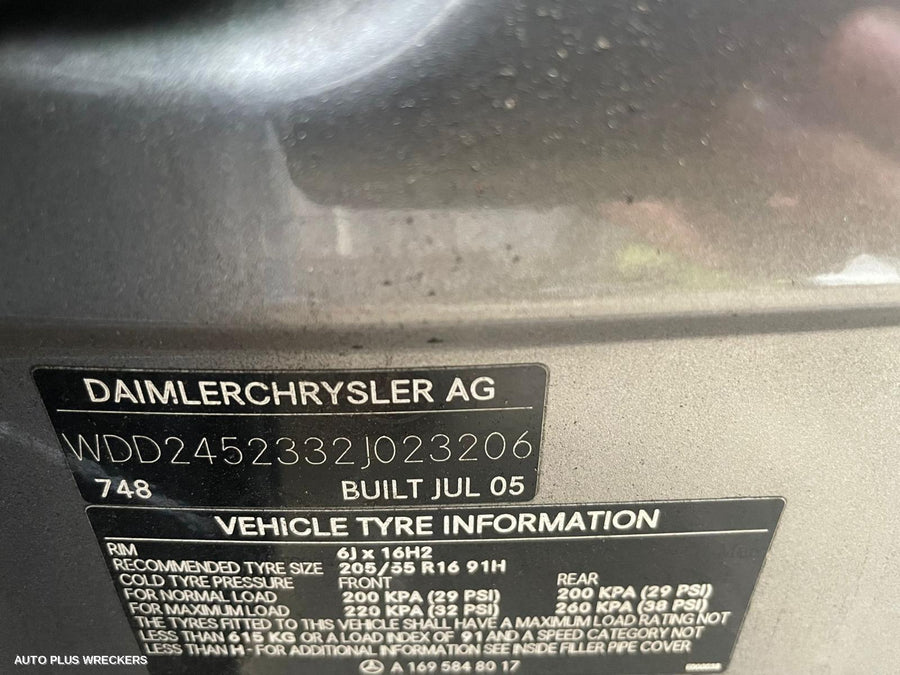 DAIMLERCHRYSLER AG
WDD2452332J023206
748 BUILT JUL 05
VEHICLE TYRE INFORMATION
RIM 6J x 16H2
RECOMMENDED TYRE SIZE 205/55 R16 91H
COLD TYRE PRESSURE FRONT REAR
FOR NORMAL LOAD 200 KPA (29 PSI) 200 KPA (29 PSI)
FOR MAXIMUM LOAD 220 KPA (32 PSI) 260 KPA (38 PSI)
THE TYRES FITTED TO THIS VEHICLE SHALL HAVE A MAXIMUM LOAD RATING NOT
LESS THAN 615 KG OR A LOAD INDEX OF 91 AND A SPEED CATEGORY NOT
LESS THAN H - FOR ADDITIONAL INFORMATION SEE INSIDE FILLER PIPE COVER
A 169 584 80 17
AUTO PLUS WRECKERS